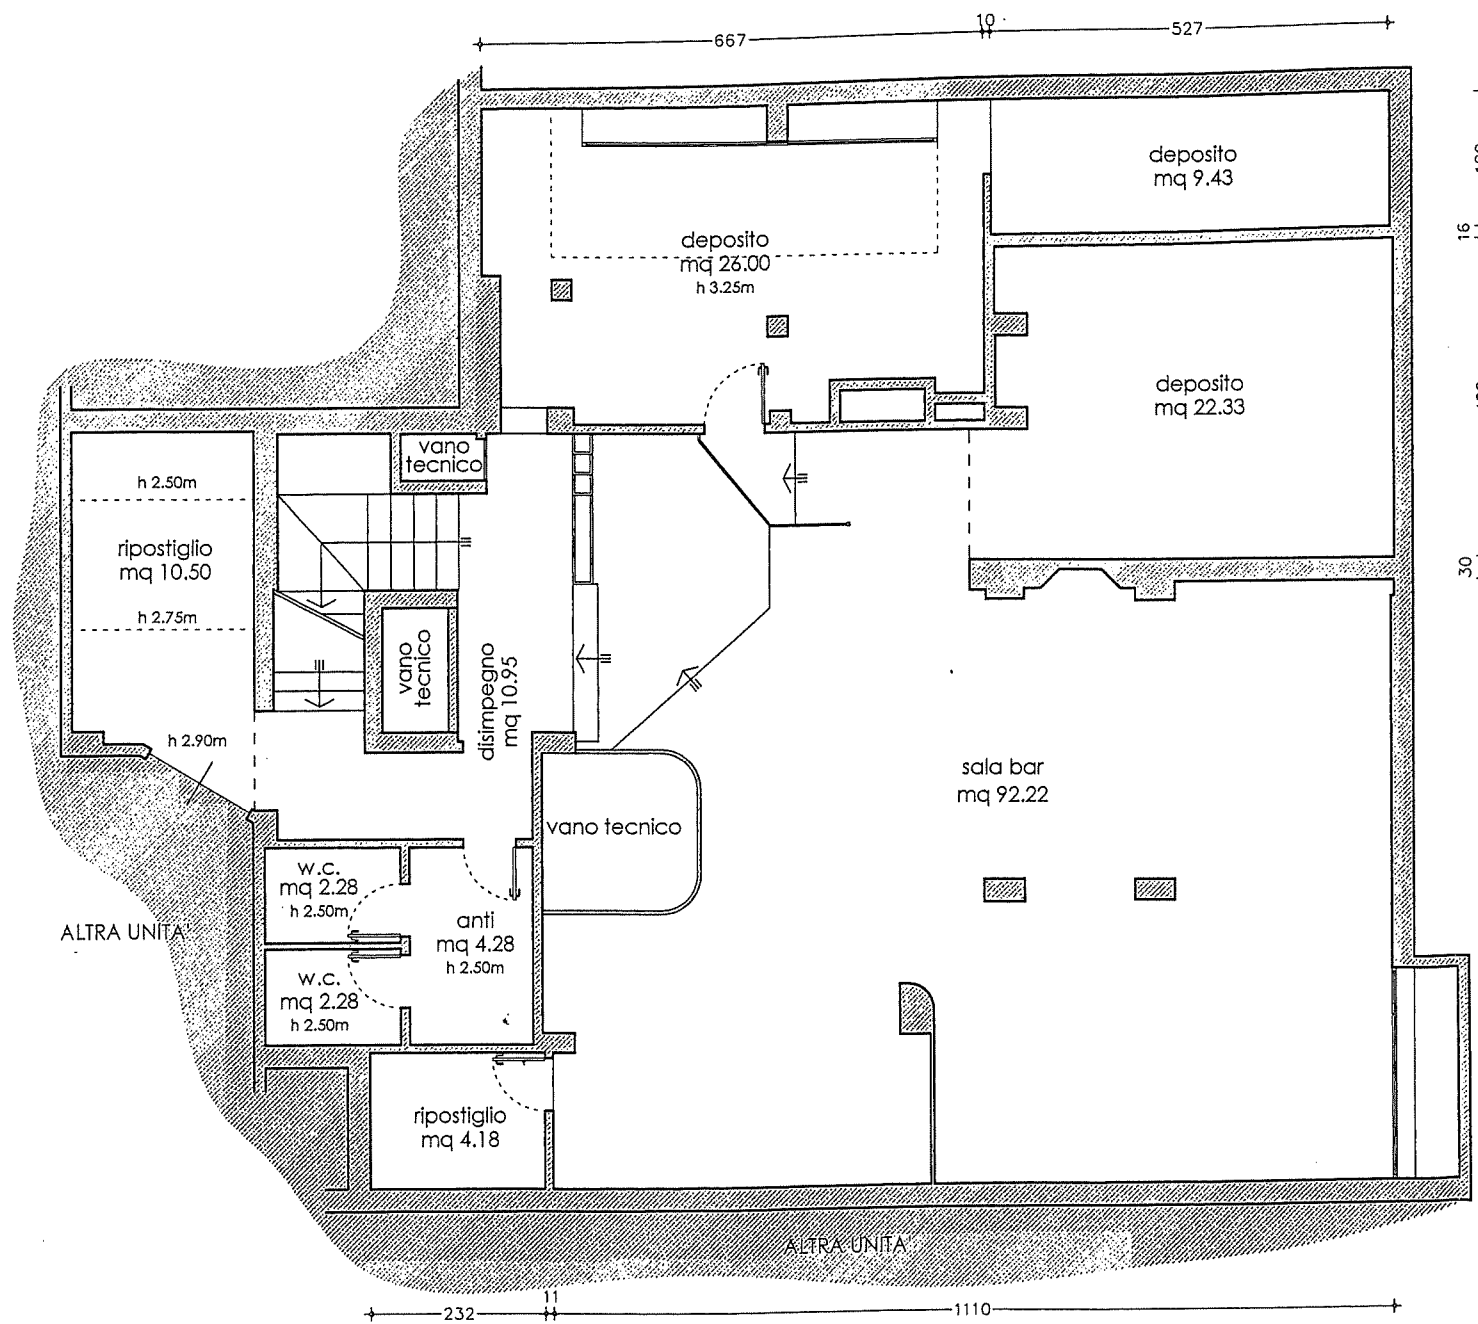 10
667
527
deposito
mq 9.43
16
deposito
mq 26.00
h 3.25m
deposito
mq 22.33
vano
tecnico
h 2.50m
ripostiglio
mq 10.50
h 2.75m
30
vano
tecnico
disimpegno
mq 10.95
h 2.90m
sala bar
mq 92.22
vano tecnico
w.c.
mq 2.28
h 2.50m
ALTRA UNITA'
anti
mq 4.28
h 2.50m
w.c.
mq 2.28
h 2.50m
ripostiglio
mq 4.18
ALTRA UNITA'
11
232
1110